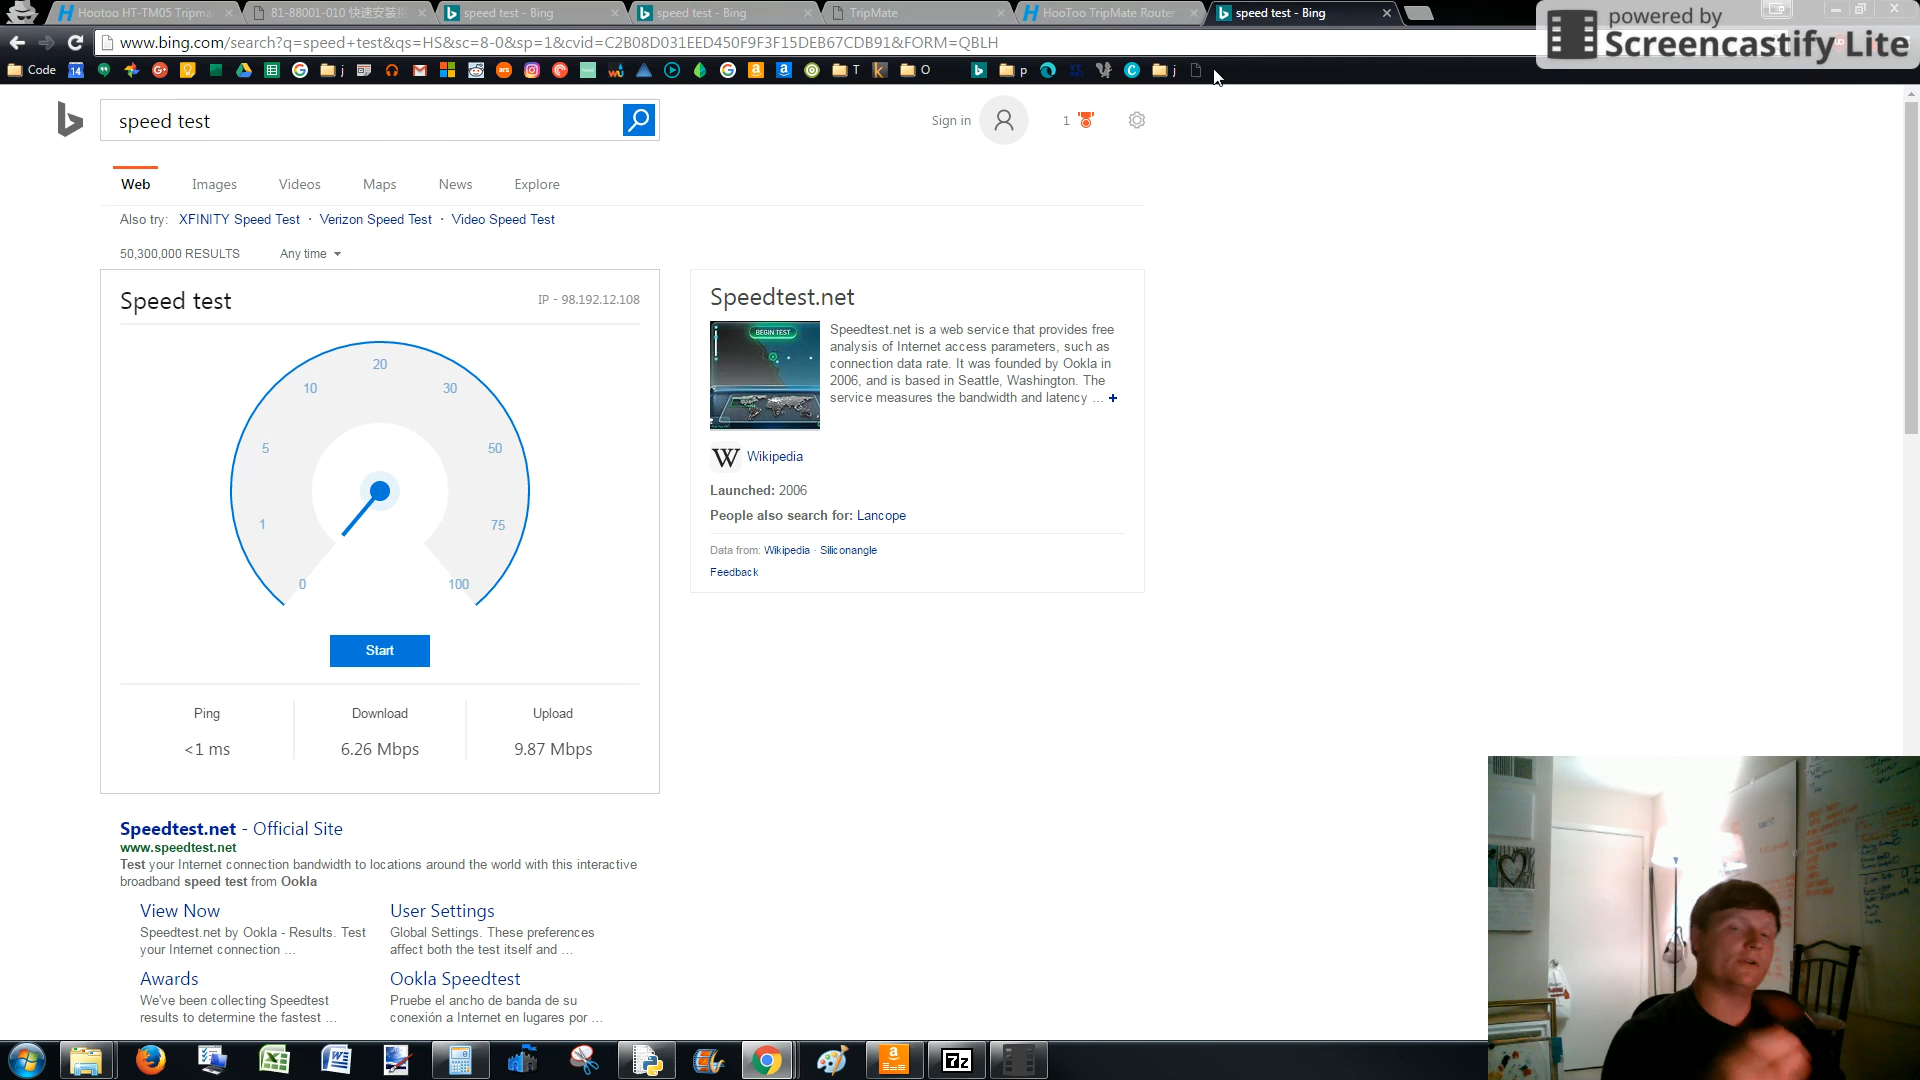 Hootoo HT-TM05 Tripma
81-88001-010 快速安装指
speed test - Bing
speed test - Bing
TripMate
HooToo TripMate Router
speed test - Bing
powered by
Screencastify Lite
www.bing.com/search?q=speed+test&qs=HS&sc=8-0&sp=1&cvid=C2B08D031EED450F9F3F15DEB67CDB91&FORM=QBLH
Code
14
j
T
O
p
j
speed test
Sign in
1
Web
Images
Videos
Maps
News
Explore
Also try: XFINITY Speed Test · Verizon Speed Test · Video Speed Test
50,300,000 RESULTS
Any time
Speed test
IP - 98.192.12.108
0
1
5
10
20
30
50
75
100
Start
Ping
Download
Upload
<1 ms
6.26 Mbps
9.87 Mbps
Speedtest.net
BEGIN TEST
Speedtest.net is a web service that provides free
analysis of Internet access parameters, such as
connection data rate. It was founded by Ookla in
2006, and is based in Seattle, Washington. The
service measures the bandwidth and latency ... +
W Wikipedia
Launched: 2006
People also search for: Lancope
Data from: Wikipedia · Siliconangle
Feedback
Speedtest.net - Official Site
www.speedtest.net
Test your Internet connection bandwidth to locations around the world with this interactive
broadband speed test from Ookla
View Now
Speedtest.net by Ookla - Results. Test
your Internet connection ...
User Settings
Global Settings. These preferences
affect both the test itself and ...
Awards
We've been collecting Speedtest
results to determine the fastest ...
Ookla Speedtest
Pruebe el ancho de banda de su
conexión a Internet en lugares por ...
7z